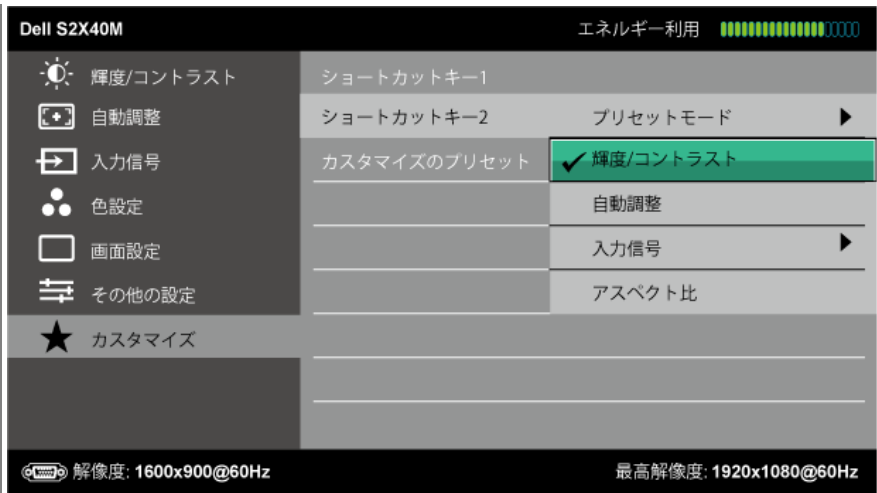 Dell S2X40M
エネルギー利用
輝度/コントラスト
自動調整
入力信号
色設定
画面設定
その他の設定
カスタマイズ
ショートカットキー1
ショートカットキー2
カスタマイズのプリセット
プリセットモード
輝度/コントラスト
自動調整
入力信号
アスペクト比
解像度: 1600x900@60Hz
最高解像度: 1920x1080@60Hz